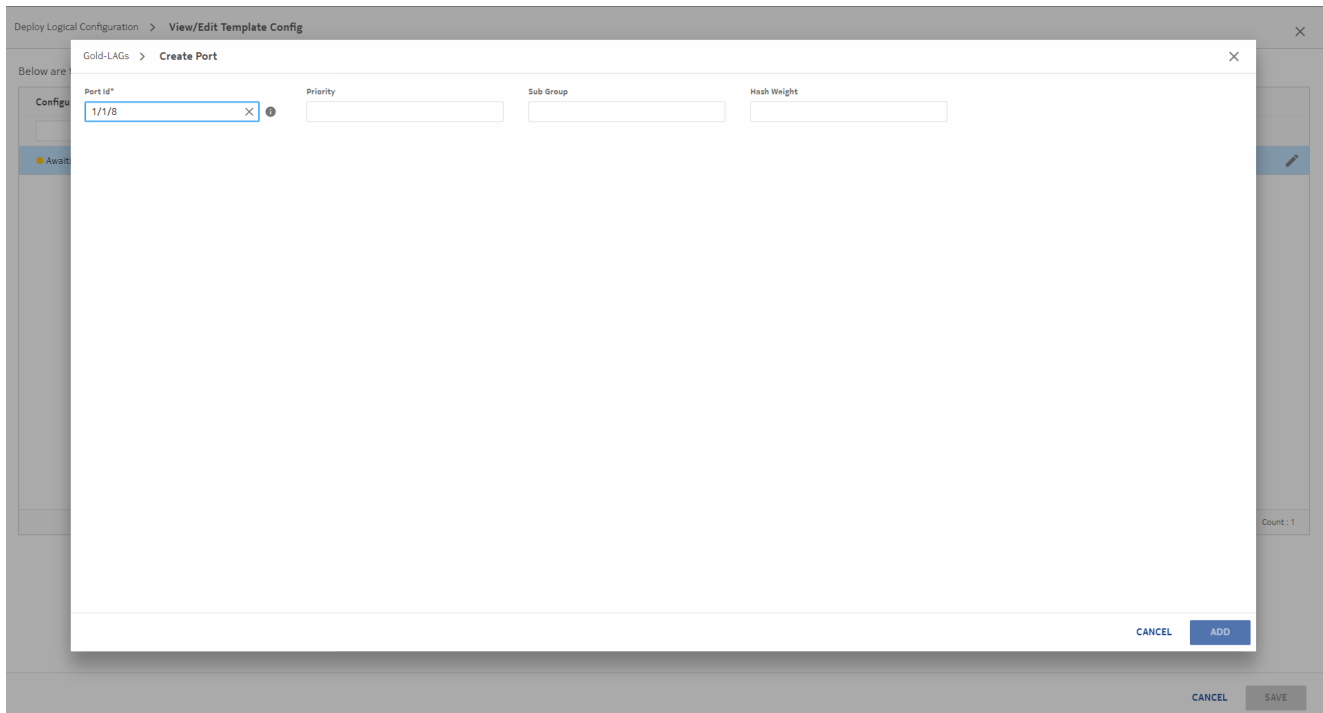 Deploy Logical Configuration > View/Edit Template Config
Gold-LAGs > Create Port
Below are
Port Id*
Priority
Sub Group
Hash Weight
Configu
1/1/8
Await
Count : 1
CANCEL
ADD
CANCEL
SAVE